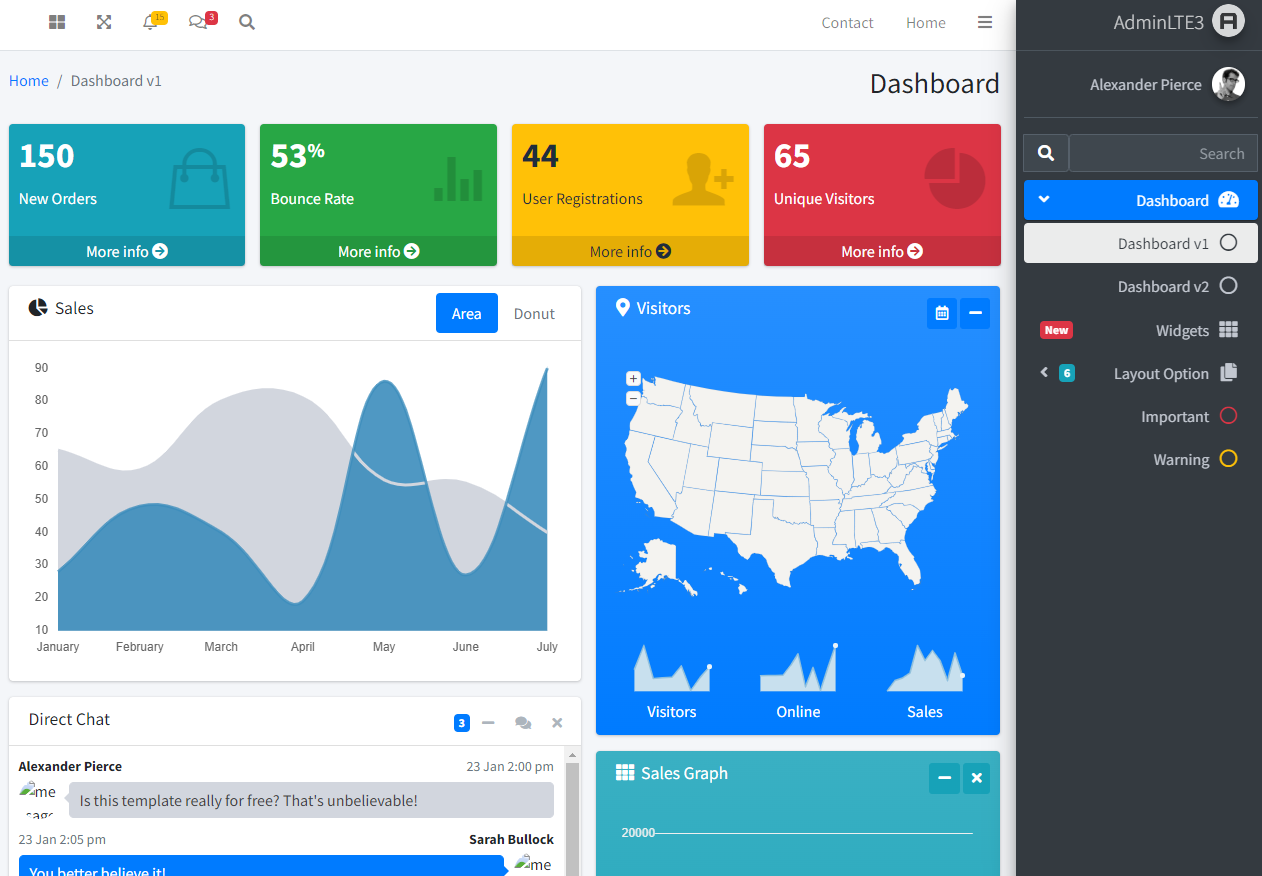 15
3
Contact Home
AdminLTE3
Alexander Pierce
Search
Dashboard
Dashboard v1
Dashboard v2
New Widgets
6 Layout Option
Important
Warning
Home / Dashboard v1
Dashboard
150
New Orders
More info
53%
Bounce Rate
More info
44
User Registrations
More info
65
Unique Visitors
More info
Sales
Area Donut
90
80
70
60
50
40
30
20
10
January February March April May June July
Visitors
+
−
Visitors Online Sales
Direct Chat
3
Alexander Pierce 23 Jan 2:00 pm
me
Is this template really for free? That's unbelievable!
23 Jan 2:05 pm Sarah Bullock
You better believe it!
me
Sales Graph
20000